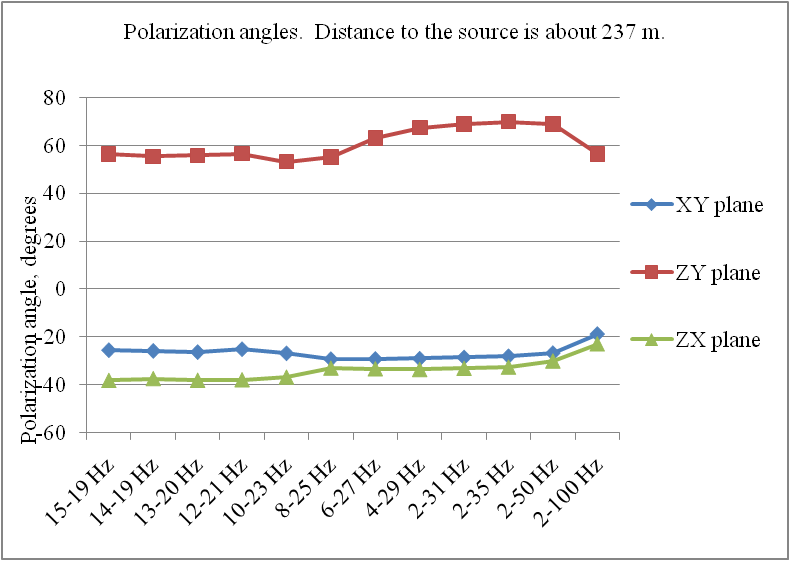 Polarization angles.  Distance to the source is about 237 m.
Polarization angle, degrees
80
60
40
20
0
-20
-40
-60
15-19 Hz
14-19 Hz
13-20 Hz
12-21 Hz
10-23 Hz
8-25 Hz
6-27 Hz
4-29 Hz
2-31 Hz
2-35 Hz
2-50 Hz
2-100 Hz
XY plane
ZY plane
ZX plane